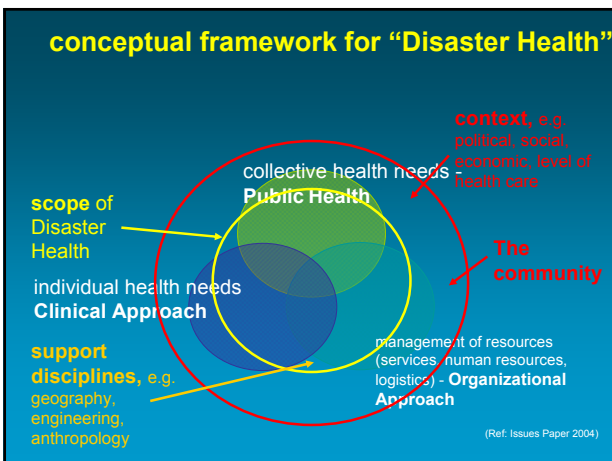 conceptual framework for “Disaster Health”
context, e.g.
political, social,
economic, level of
health care
collective health needs -
Public Health
scope of
Disaster
Health
The
community
individual health needs
Clinical Approach
support
disciplines, e.g.
geography,
engineering,
anthropology
management of resources
(services, human resources,
logistics) - Organizational
Approach
(Ref: Issues Paper 2004)